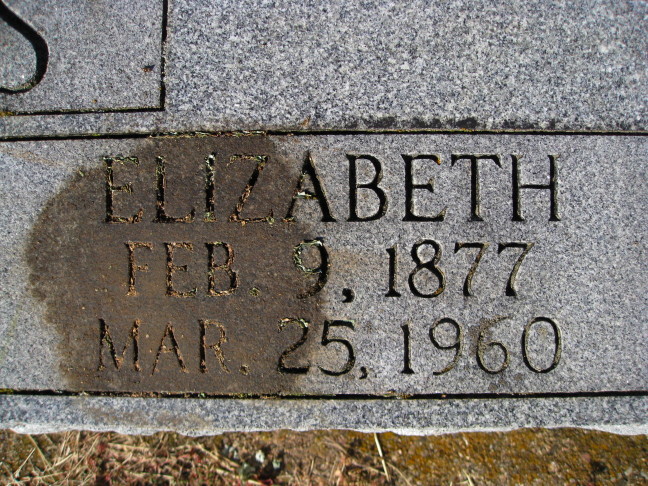 ELIZABETH
FEB. 9, 1877
MAR. 25, 1960